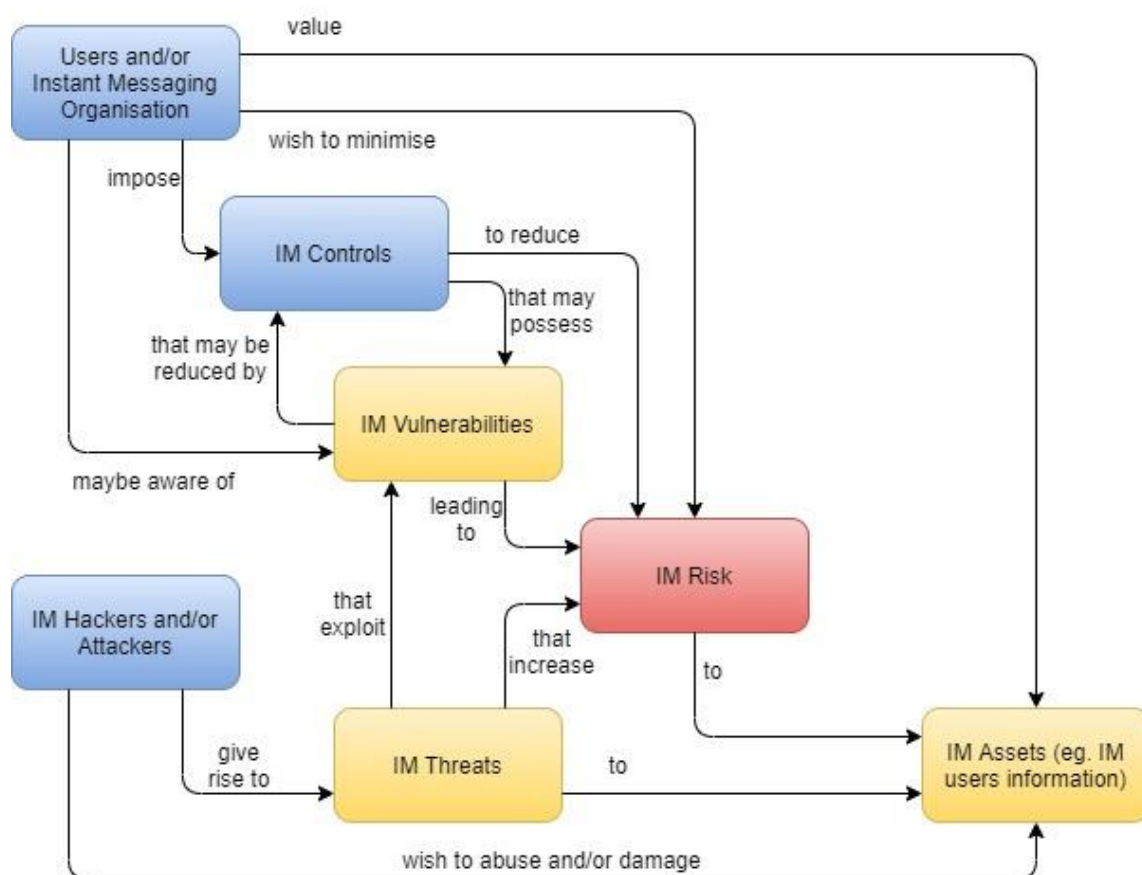 value
Users and/or
Instant Messaging
Organisation
wish to minimise
impose
IM Controls
to reduce
that may
possess
that may be
reduced by
IM Vulnerabilities
maybe aware of
leading
to
IM Risk
IM Hackers and/or
Attackers
that
exploit
that
increase
to
give
rise to
IM Threats
to
IM Assets (eg. IM
users information)
wish to abuse and/or damage